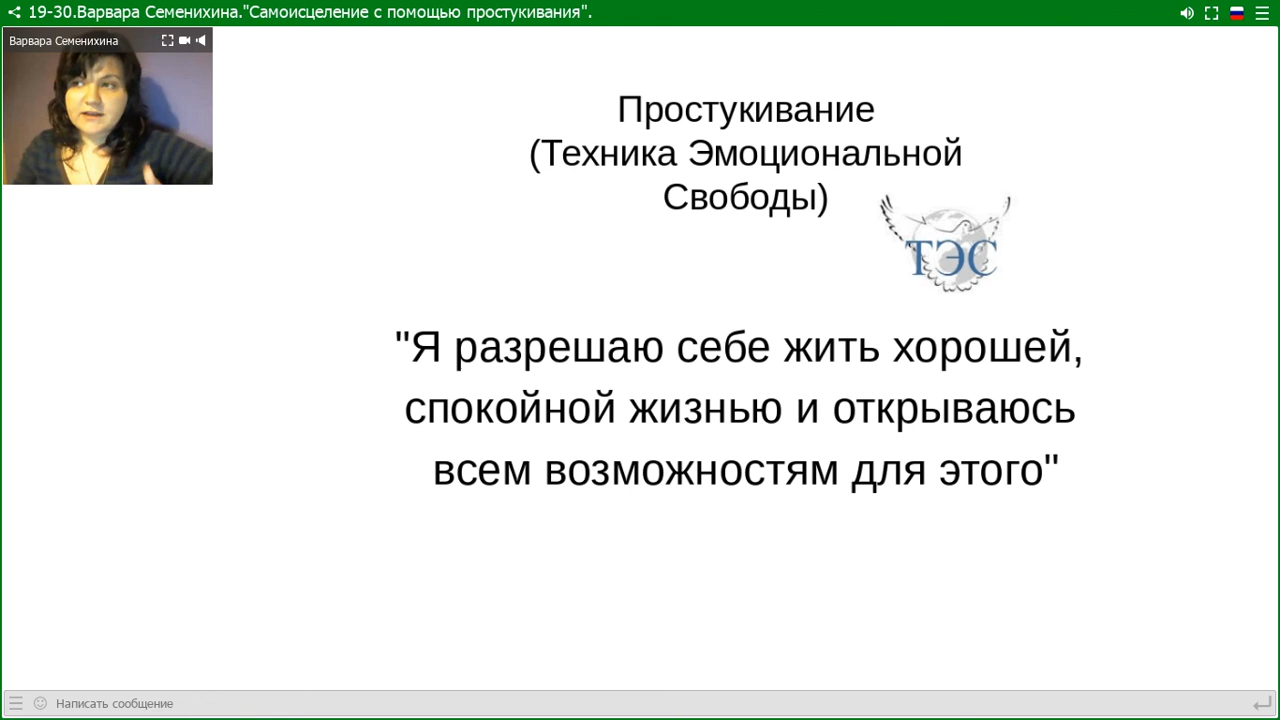 19-30.Варвара Семенихина."Самоисцеление с помощью простукивания".
Варвара Семенихина
Простукивание
(Техника Эмоциональной
Свободы)
ТЭС
"Я разрешаю себе жить хорошей,
спокойной жизнью и открываюсь
всем возможностям для этого"
Написать сообщение